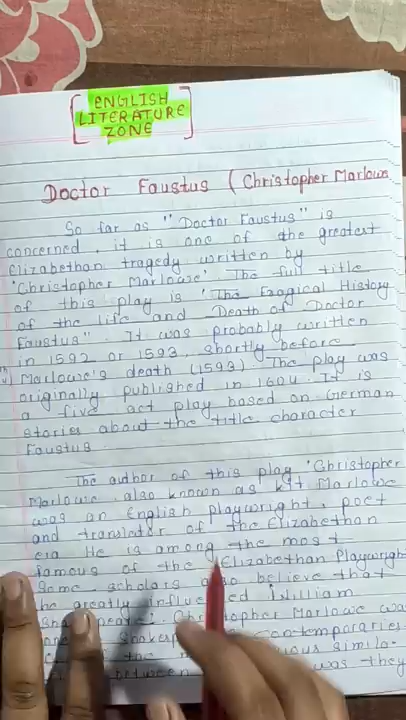 ENGLISH
LITERATURE
ZONE
Doctor Faustus (Christopher Marlowe
So far as "Doctor Faustus" is
concerned, it is one of the greatest
Elizabethan tragedy written by
'Christopher Marlowe'. The full title
of this play is 'The Tragical History
of the life and Death of Doctor
Faustus". It was probably written
in 1592 or 1593, shortly before
Marlowe's death (1593). The play was
originally published in 1604. It is
a five act play based on German
stories about the title character
Faustus.
The author of this play 'Christopher
Marlowe', also known as Kit Marlowe
was an English playwright, poet
and translator of the Elizabethan
era. He is among the most
famous of the Elizabethan Playwright
Some scholars also believe that
he greatly influenced William
Christopher Marlowe was
contemporaries
simila-
between was they